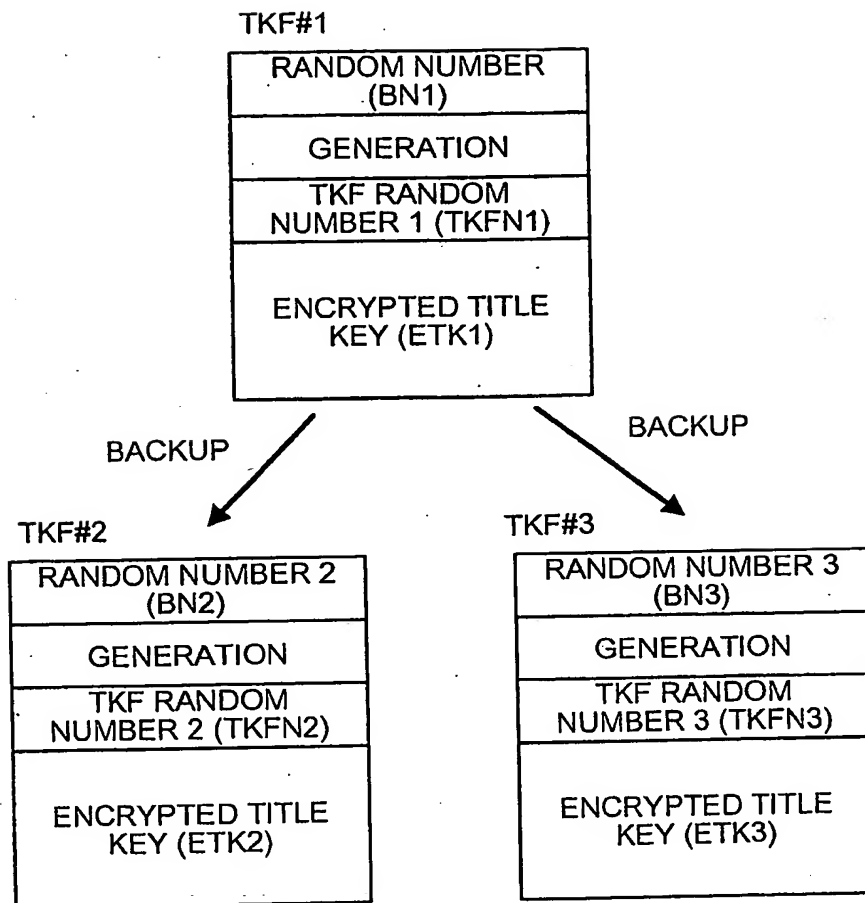 TKF#1
RANDOM NUMBER
(BN1)
GENERATION
TKF RANDOM
NUMBER 1 (TKFN1)
ENCRYPTED TITLE
KEY (ETK1)
BACKUP
BACKUP
TKF#2
RANDOM NUMBER 2
(BN2)
GENERATION
TKF RANDOM
NUMBER 2 (TKFN2)
ENCRYPTED TITLE
KEY (ETK2)
TKF#3
RANDOM NUMBER 3
(BN3)
GENERATION
TKF RANDOM
NUMBER 3 (TKFN3)
ENCRYPTED TITLE
KEY (ETK3)